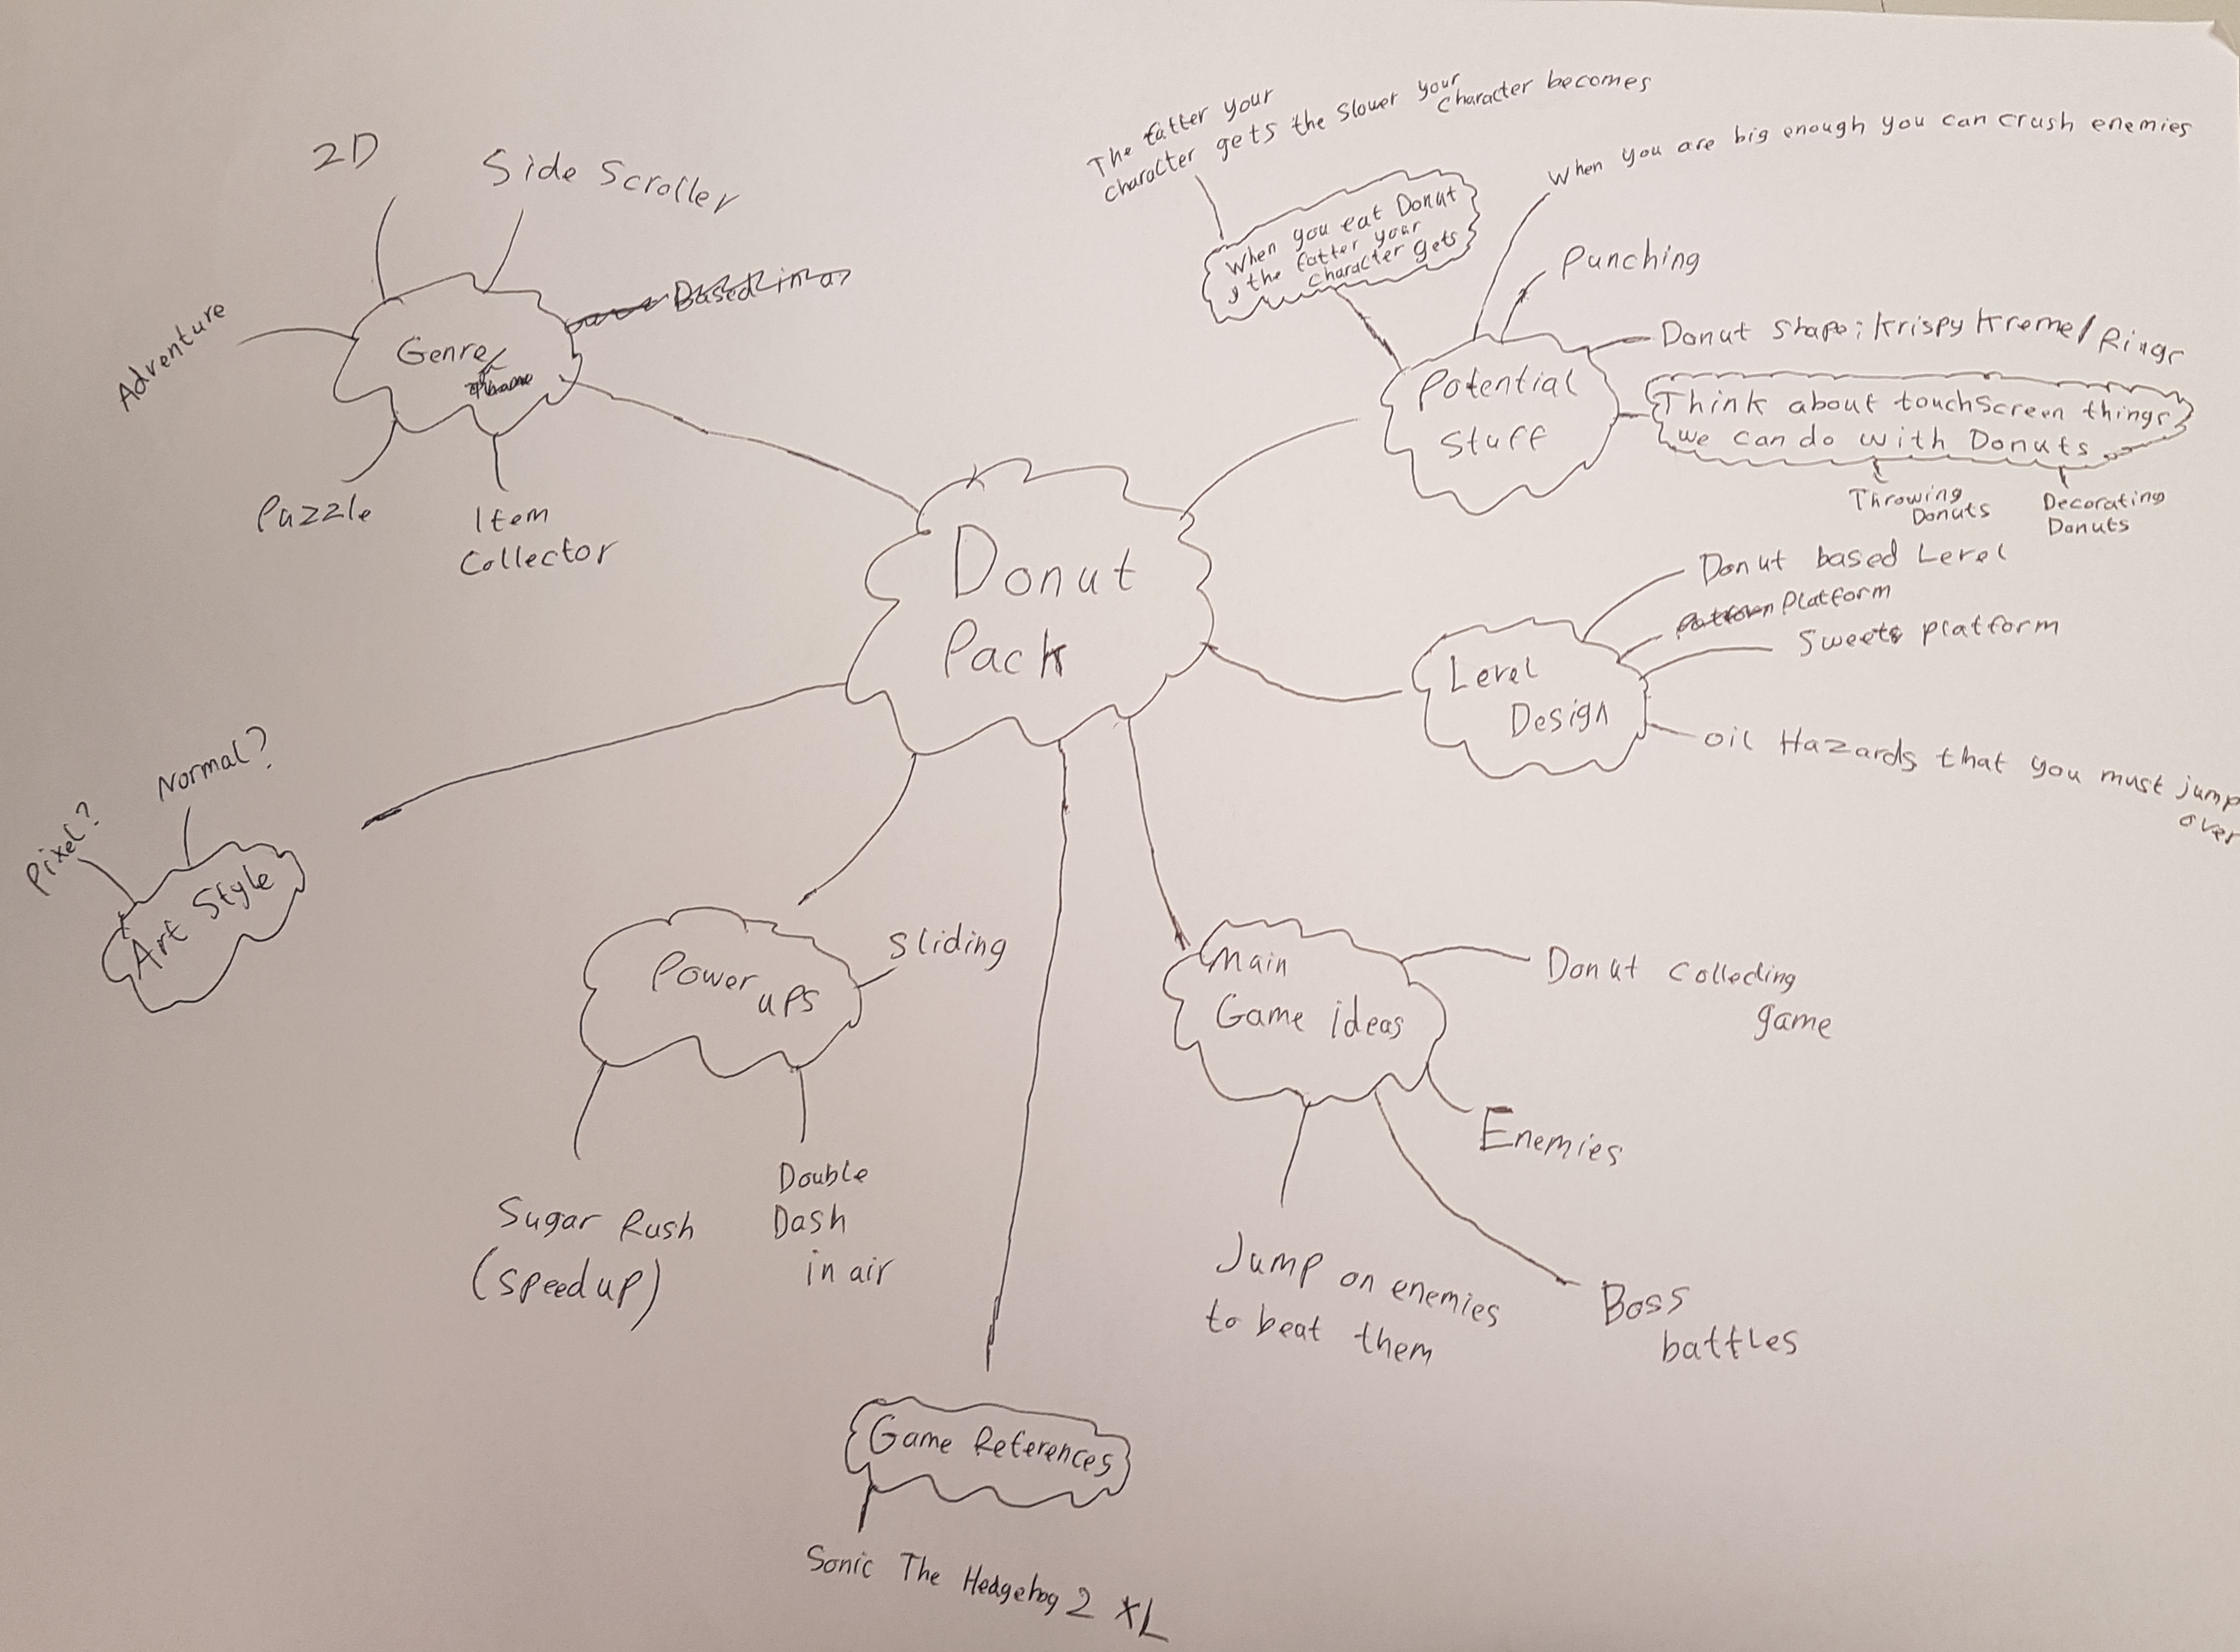 The fatter your
character gets the slower your
character becomes
When you are big enough you can crush enemies
2D
Side Scroller
When you eat Donut
the fatter your
character gets
Punching
Adventure
Genre
Donut Shape: Krispy Kreme/Rings
Potential
Stuff
Think about touchscreen things
we can do with Donuts
Throwing
Donuts
Decorating
Donuts
Puzzle
Item
Collector
Donut
Pack
Donut based Level
Platform
Sweets platform
Level
Design
oil Hazards that you must jump
over
Normal?
Pixel?
Art Style
Power
ups
Sliding
Sugar Rush
(speed up)
Double
Dash
in air
Main
Game ideas
Donut Collecting
game
Enemies
Jump on enemies
to beat them
Boss
battles
Game References
Sonic The Hedgehog 2 XL